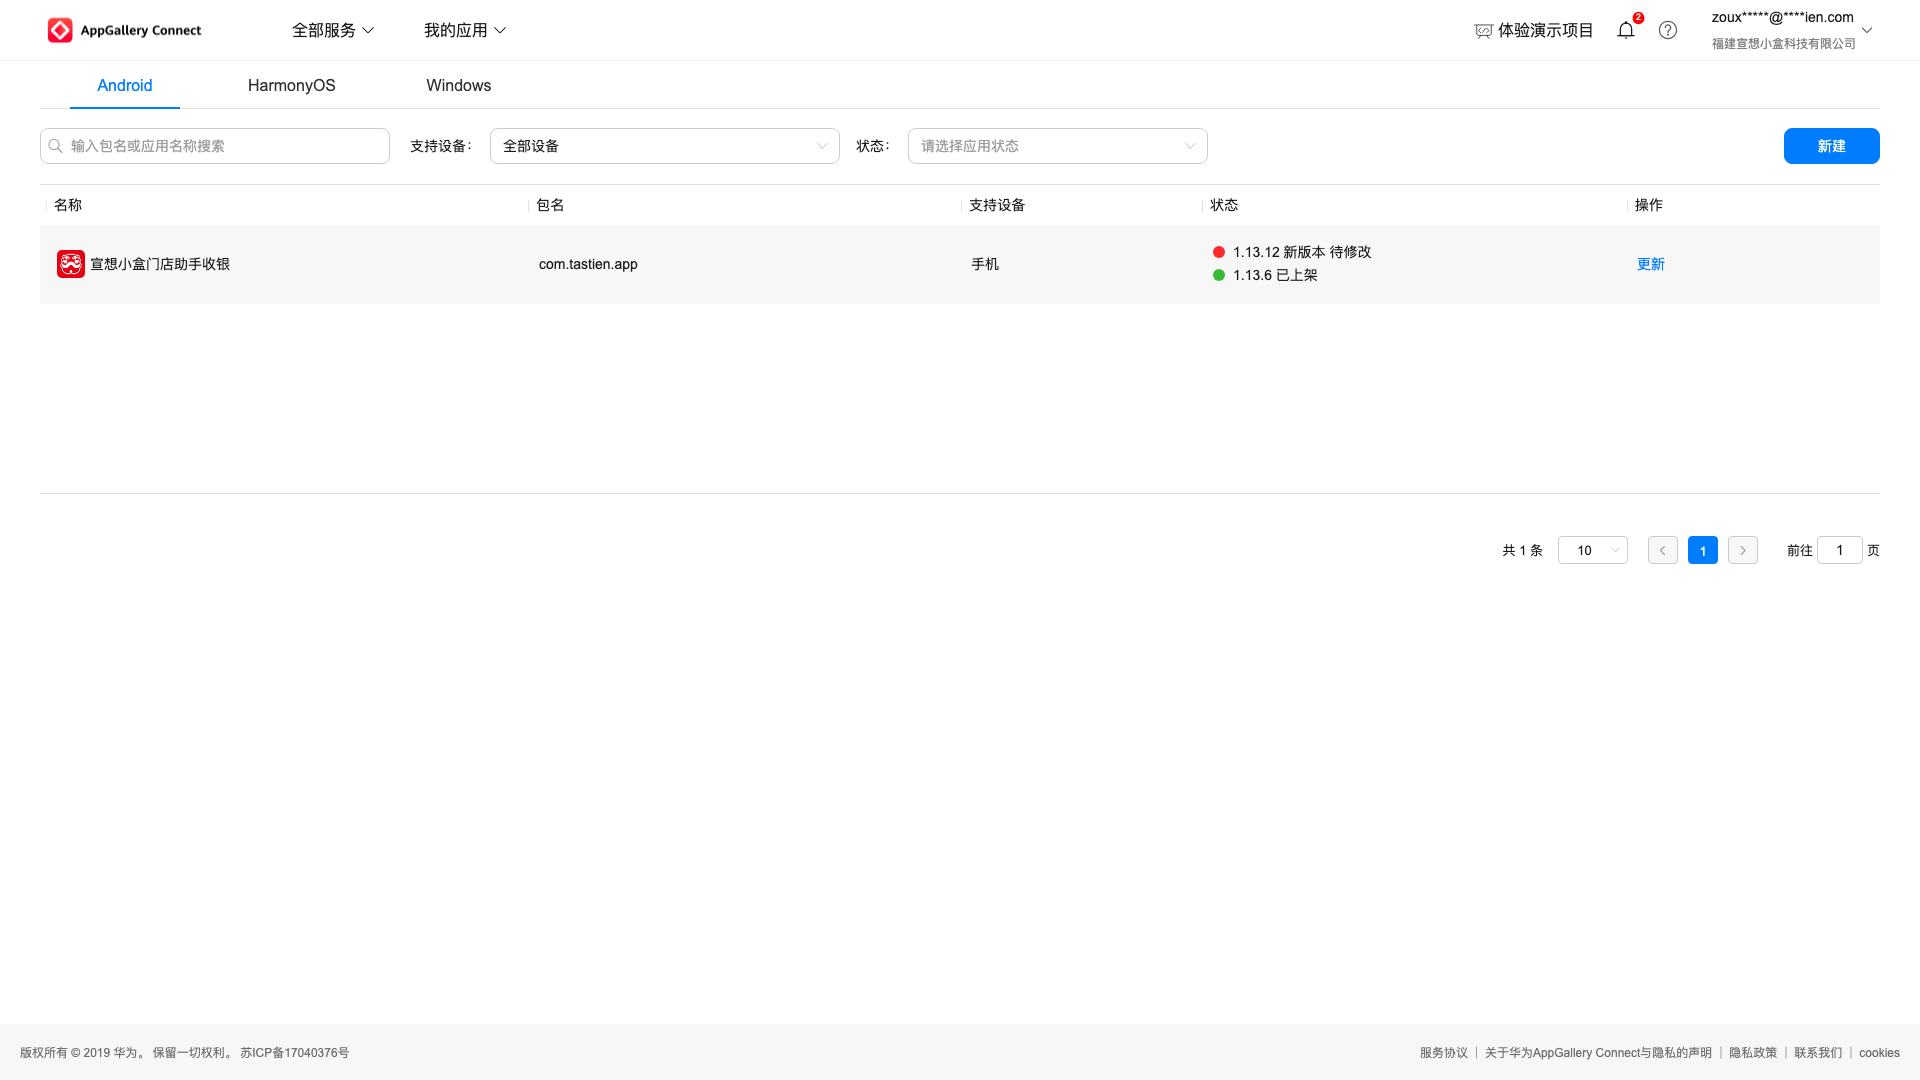 AppGallery Connect
全部服务
我的应用
体验演示项目
2
zoux*****@****ien.com
福建宣想小盒科技有限公司
Android
HarmonyOS
Windows
输入包名或应用名称搜索
支持设备：
全部设备
状态：
请选择应用状态
新建
名称
包名
支持设备
状态
操作
宣想小盒门店助手收银
com.tastien.app
手机
1.13.12 新版本 待修改
1.13.6 已上架
更新
共 1 条
10
1
前往
1
页
版权所有 © 2019 华为。 保留一切权利。 苏ICP备17040376号
服务协议
关于华为AppGallery Connect与隐私的声明
隐私政策
联系我们
cookies